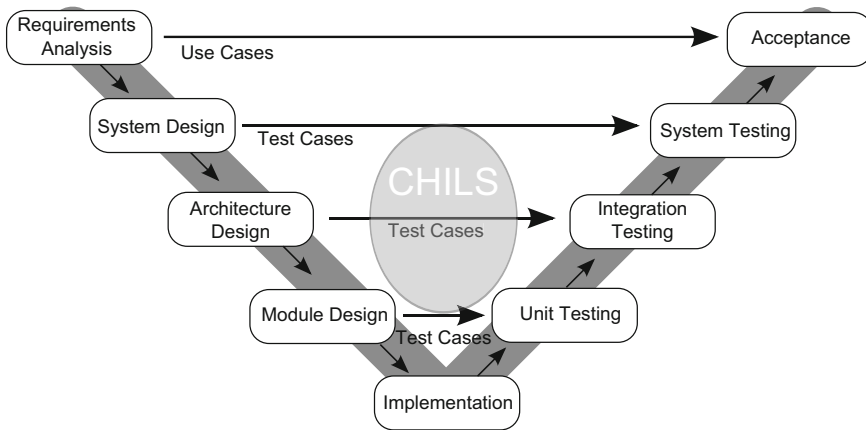 Requirements
Analysis
Use Cases
Acceptance
System Design
Test Cases
System Testing
CHILS
Architecture
Design
Test Cases
Integration
Testing
Module Design
Test Cases
Unit Testing
Implementation